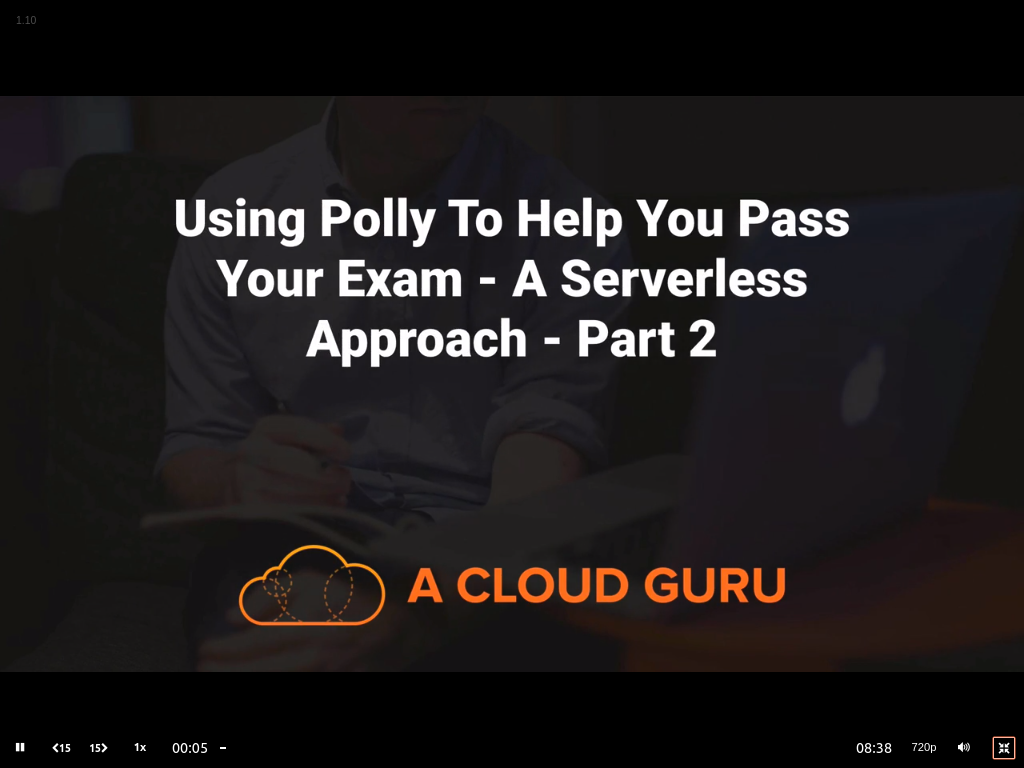 1.10
Using Polly To Help You Pass
Your Exam - A Serverless
Approach - Part 2
A CLOUD GURU
15 15 1x 00:05 08:38 720p